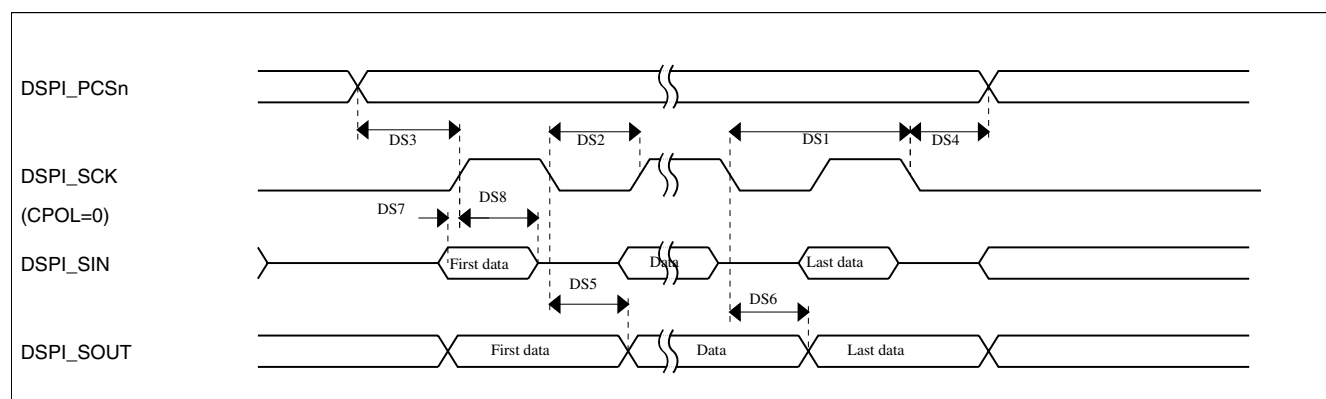 DSPI_PCSn
DS3 DS2 DS1 DS4
DSPI_SCK
DS7 DS8
(CPOL=0)
DSPI_SIN First data Data Last data
DS5 DS6
DSPI_SOUT First data Data Last data